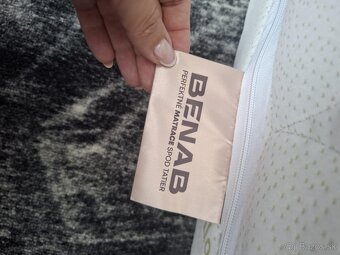 BENAB
PERFEKTNÉ MATRACE SPOD TATIER